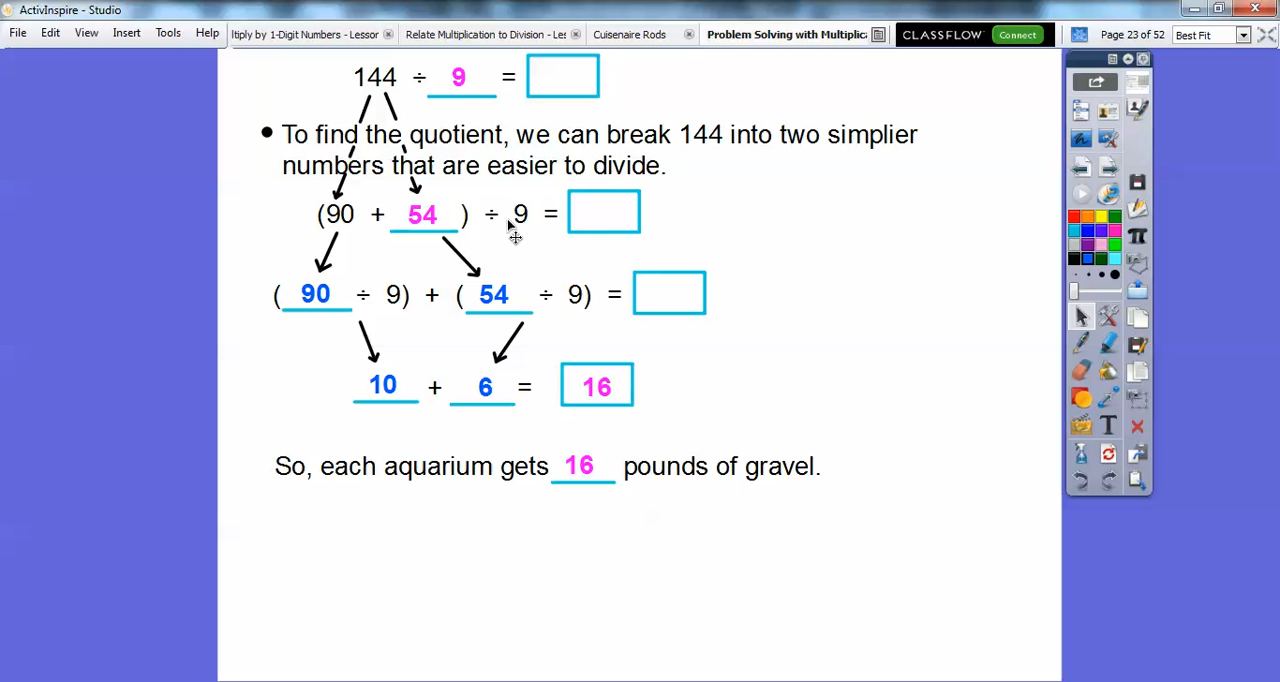 ActivInspire - Studio
File Edit View Insert Tools Help
ltiply by 1-Digit Numbers - Lessor
Relate Multiplication to Division - Les
Cuisenaire Rods
Problem Solving with Multiplica
CLASSFLOW Connect
Page 23 of 52
Best Fit
144 ÷ 9 =
• To find the quotient, we can break 144 into two simplier
numbers that are easier to divide.
(90 + 54 ) ÷ 9 =
( 90 ÷ 9) + ( 54 ÷ 9) =
10 + 6 = 16
So, each aquarium gets 16 pounds of gravel.